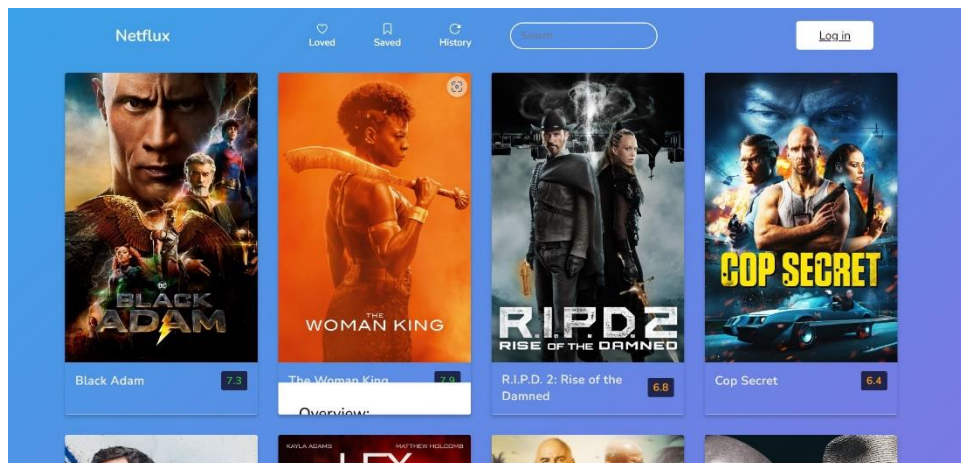 Netflux
Loved
Saved
History
Search
Log in
DC
BLACK
ADAM
THE
WOMAN KING
R.I.P.D. 2
RISE OF THE DAMNED
COP SECRET
Black Adam
7.3
The Woman King
7.9
R.I.P.D. 2: Rise of the
Damned
6.8
Cop Secret
6.4
Overview:
KAYLA ADAMS
MATTHEW HOLCOMB